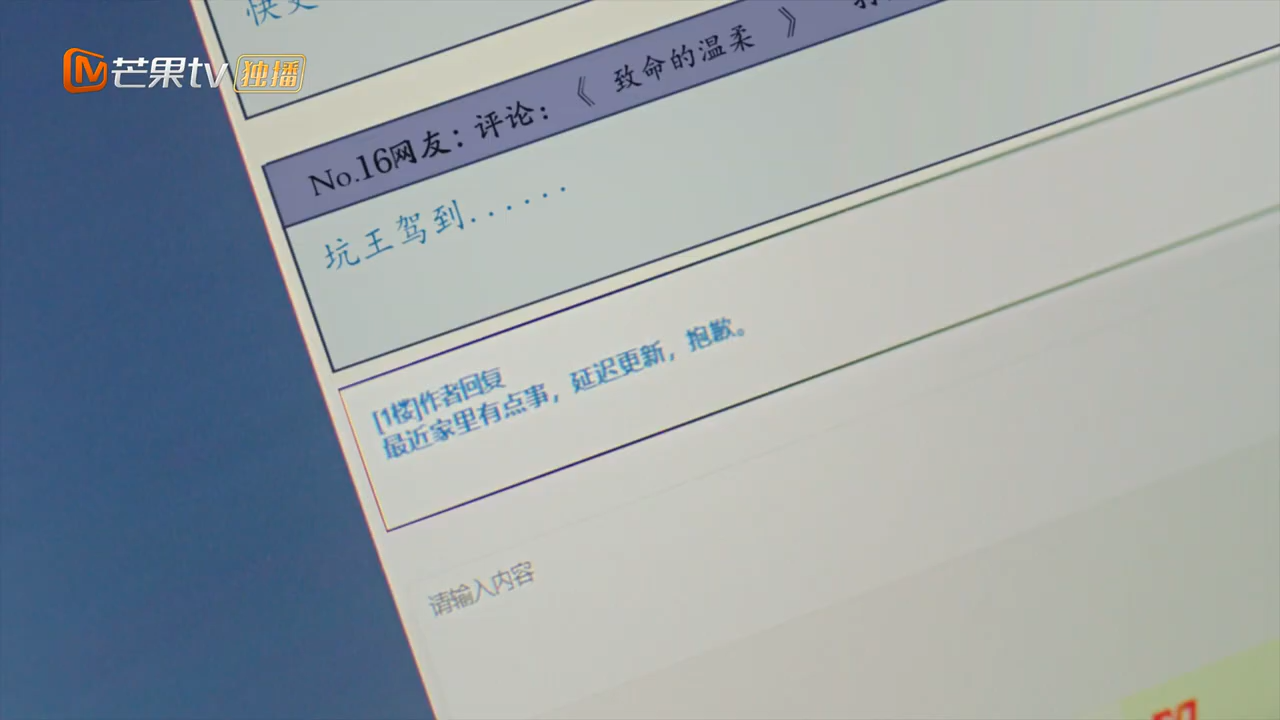 芒果tv 独播
No.16网友：评论：《 致命的温柔 》
坑王驾到......
[1楼]作者回复
最近家里有点事，延迟更新，抱歉。
请输入内容